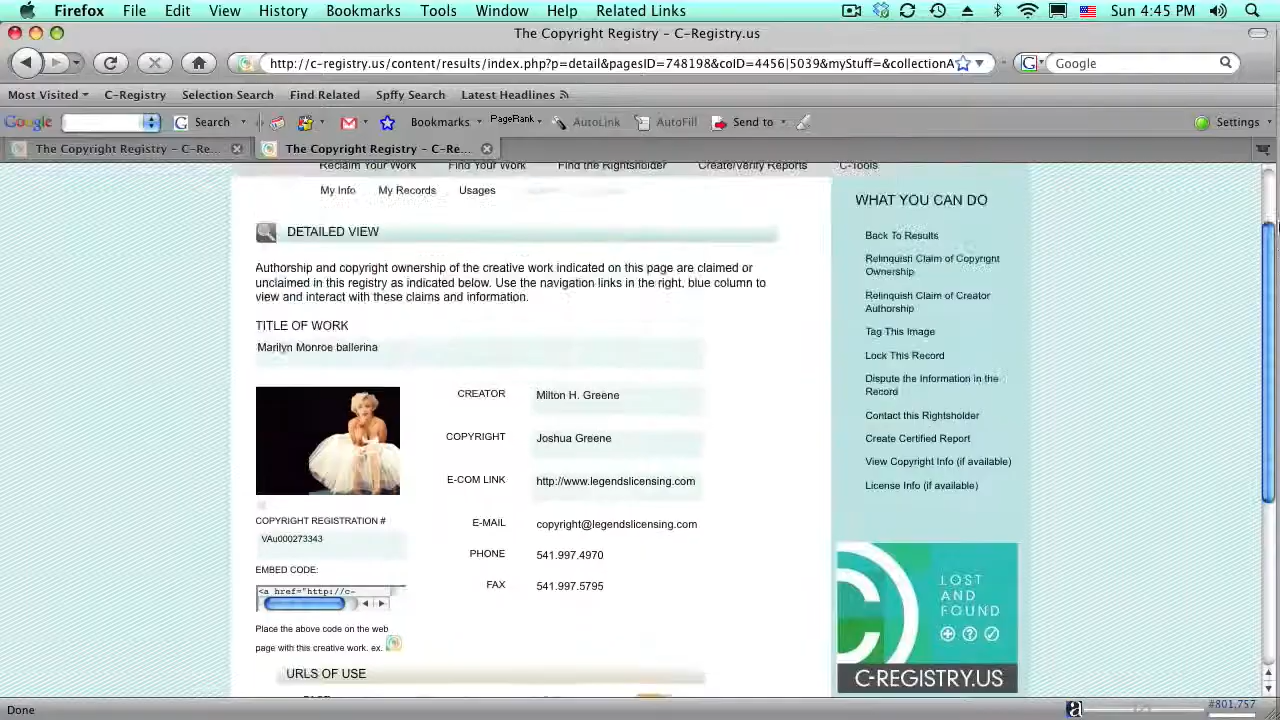 Firefox File Edit View History Bookmarks Tools Window Help Related Links Sun 4:45 PM
The Copyright Registry - C-Registry.us
http://c-registry.us/content/results/index.php?p=detail&pagesID=748198&coID=4456|5039&myStuff=&collectionA
Google
Most Visited C-Registry Selection Search Find Related Spffy Search Latest Headlines
Google Search Bookmarks PageRank AutoLink AutoFill Send to Settings
The Copyright Registry - C-Re... The Copyright Registry - C-Re...
Reclaim Your Work Find Your Work Find the Rightsholder Create/Verify Reports C-Tools
My Info My Records Usages
DETAILED VIEW
Authorship and copyright ownership of the creative work indicated on this page are claimed or
unclaimed in this registry as indicated below. Use the navigation links in the right, blue column to
view and interact with these claims and information.
TITLE OF WORK
Marilyn Monroe ballerina
CREATOR Milton H. Greene
COPYRIGHT Joshua Greene
E-COM LINK http://www.legendslicensing.com
E-MAIL copyright@legendslicensing.com
PHONE 541.997.4970
FAX 541.997.5795
COPYRIGHT REGISTRATION #
VAu000273343
EMBED CODE:
<a href="http://c-
Place the above code on the web
page with this creative work. ex.
URLS OF USE
WHAT YOU CAN DO
Back To Results
Relinquish Claim of Copyright
Ownership
Relinquish Claim of Creator
Authorship
Tag This Image
Lock This Record
Dispute the Information in the
Record
Contact this Rightsholder
Create Certified Report
View Copyright Info (if available)
License Info (if available)
LOST
AND
FOUND
C-REGISTRY.US
Done
a
#801,757